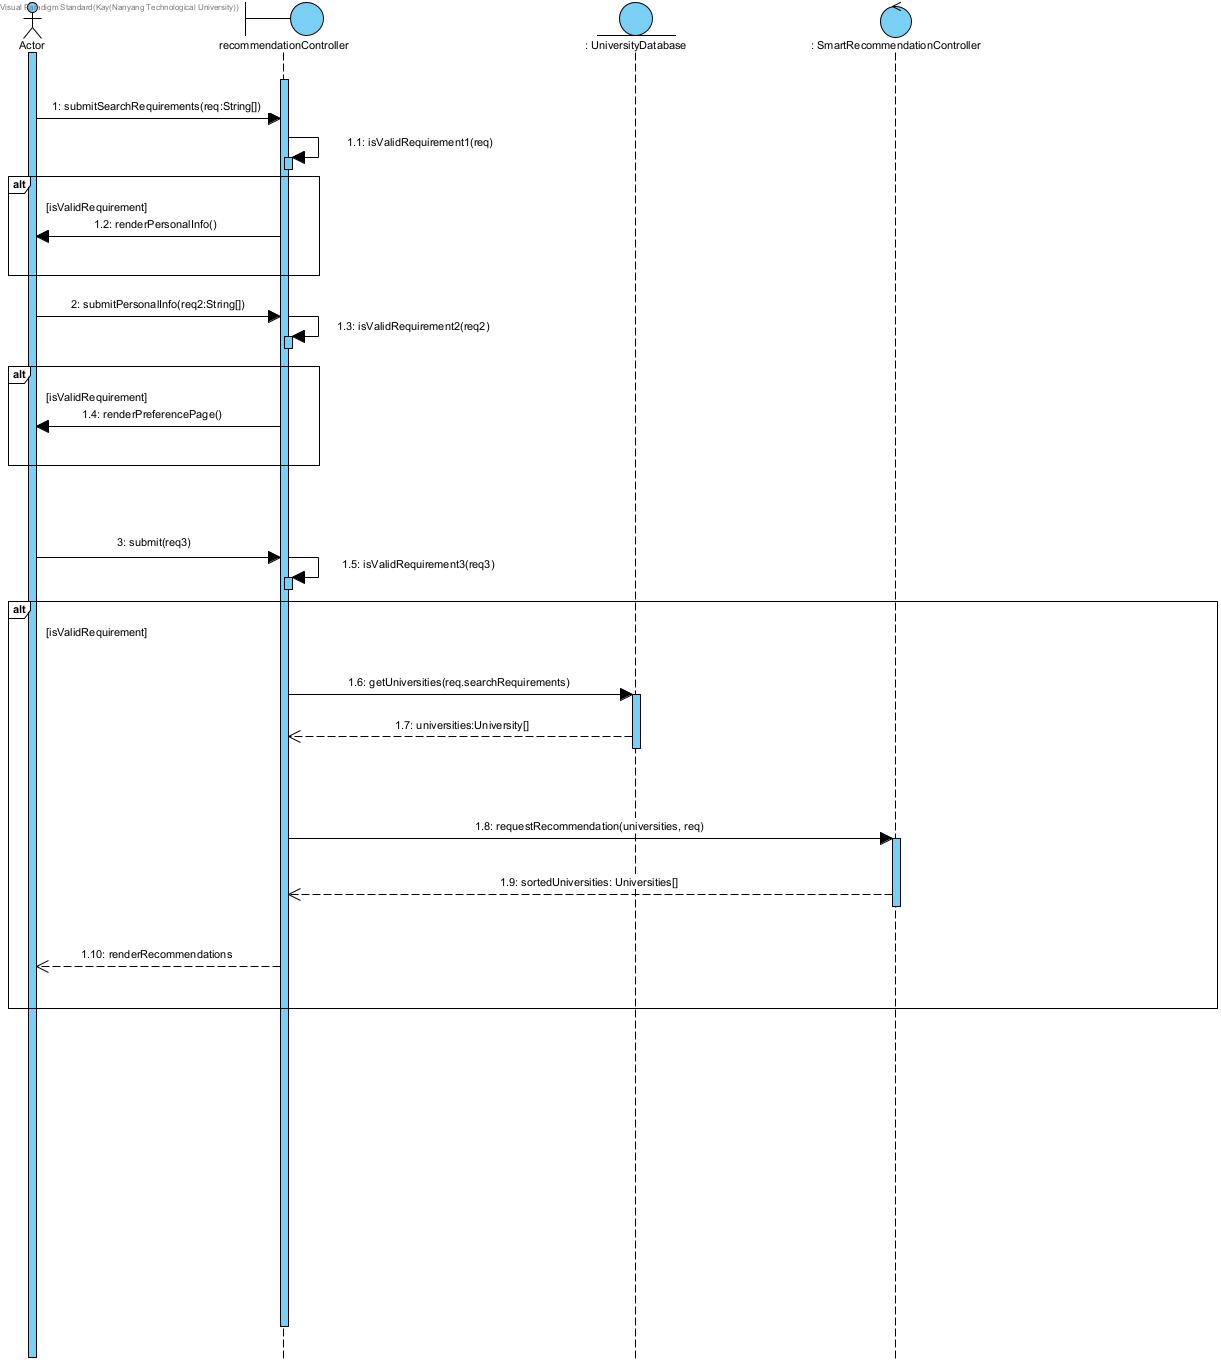 Visual Paradigm Standard(Kay(Nanyang Technological University))
Actor
recommendationController
: UniversityDatabase
: SmartRecommendationController
1: submitSearchRequirements(req:String[])
1.1: isValidRequirement1(req)
alt
[isValidRequirement]
1.2: renderPersonalInfo()
2: submitPersonalInfo(req2:String[])
1.3: isValidRequirement2(req2)
alt
[isValidRequirement]
1.4: renderPreferencePage()
3: submit(req3)
1.5: isValidRequirement3(req3)
alt
[isValidRequirement]
1.6: getUniversities(req.searchRequirements)
1.7: universities:University[]
1.8: requestRecommendation(universities, req)
1.9: sortedUniversities: Universities[]
1.10: renderRecommendations